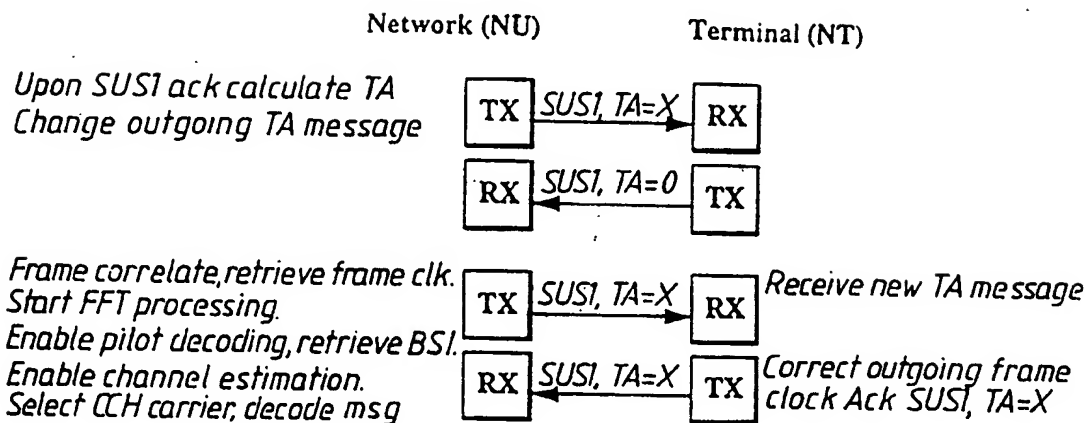 Network (NU) Terminal (NT)
Upon SUS1 ack calculate TA
Change outgoing TA message
TX SUS1, TA=X RX
RX SUS1, TA=0 TX
Frame correlate, retrieve frame clk.
Start FFT processing.
Enable pilot decoding, retrieve BSI.
Enable channel estimation.
Select CCH carrier, decode msg
TX SUS1, TA=X RX
Receive new TA message
RX SUS1, TA=X TX
Correct outgoing frame
clock Ack SUS1, TA=X